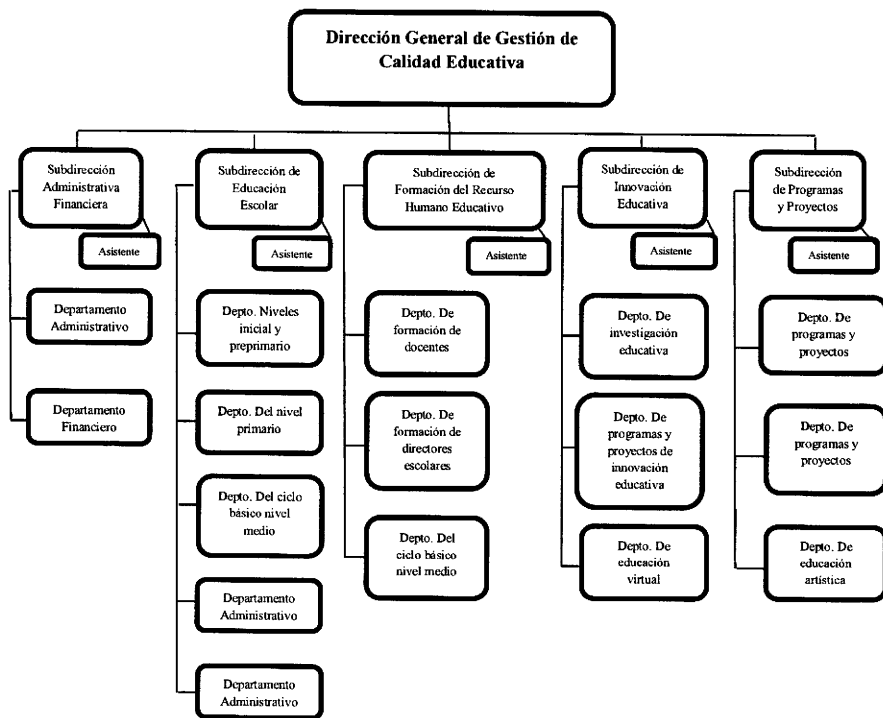 Dirección General de Gestión de
Calidad Educativa
Subdirección
Administrativa
Financiera
Asistente
Departamento
Administrativo
Departamento
Financiero
Subdirección de
Educación
Escolar
Asistente
Depto. Niveles
inicial y
preprimario
Depto. Del nivel
primario
Depto. Del ciclo
básico nivel
medio
Departamento
Administrativo
Departamento
Administrativo
Subdirección de
Formación del Recurso
Humano Educativo
Asistente
Depto. De
formación de
docentes
Depto. De
formación de
directores
escolares
Depto. Del
ciclo básico
nivel medio
Subdirección de
Innovación
Educativa
Asistente
Depto. De
investigación
educativa
Depto. De
programas y
proyectos de
innovación
educativa
Depto. De
educación
virtual
Subdirección
de Programas
y Proyectos
Asistente
Depto. De
programas y
proyectos
Depto. De
programas y
proyectos
Depto. De
educación
artística